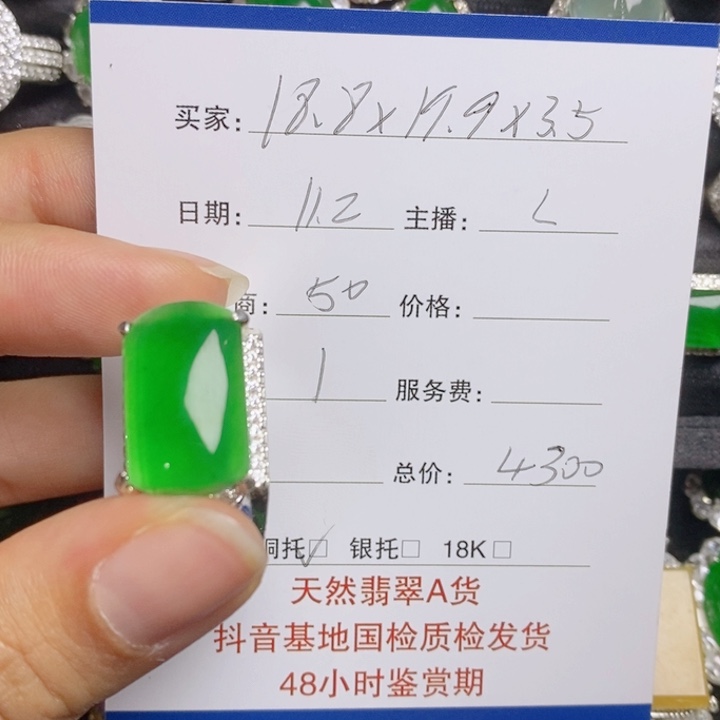 买家: 18.8x15.9x3.5
日期: 11.2 主播: L
商: 50 价格:
1 服务费:
总价: 4300
铜托☑ 银托□ 18K□
天然翡翠A货
抖音基地国检质检发货
48小时鉴赏期